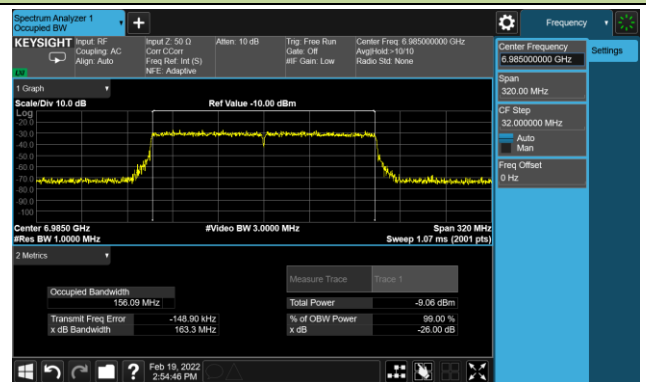 Spectrum Analyzer 1
Occupied BW
Frequency
KEYSIGHT
Input: RF
Coupling: AC
Align: Auto
Input Z: 50 Ω
Corr CCorr
Freq Ref: Int (S)
NFE: Adaptive
Atten: 10 dB
Trig: Free Run
Gate: Off
#IF Gain: Low
Center Freq: 6.985000000 GHz
Avg|Hold:>10/10
Radio Std: None
LXI
Center Frequency
6.985000000 GHz
Settings
Span
320.00 MHz
CF Step
32.000000 MHz
Auto
Man
Freq Offset
0 Hz
1 Graph
Scale/Div 10.0 dB
Ref Value -10.00 dBm
Log
-20.0
-30.0
-40.0
-50.0
-60.0
-70.0
-80.0
-90.0
-100
Center 6.9850 GHz
#Video BW 3.0000 MHz
Span 320 MHz
#Res BW 1.0000 MHz
Sweep 1.07 ms (2001 pts)
2 Metrics
Measure Trace
Trace 1
Occupied Bandwidth
156.09 MHz
Total Power
-9.06 dBm
Transmit Freq Error
-148.90 kHz
% of OBW Power
99.00 %
x dB Bandwidth
163.3 MHz
x dB
-26.00 dB
?
Feb 19, 2022
2:54:46 PM